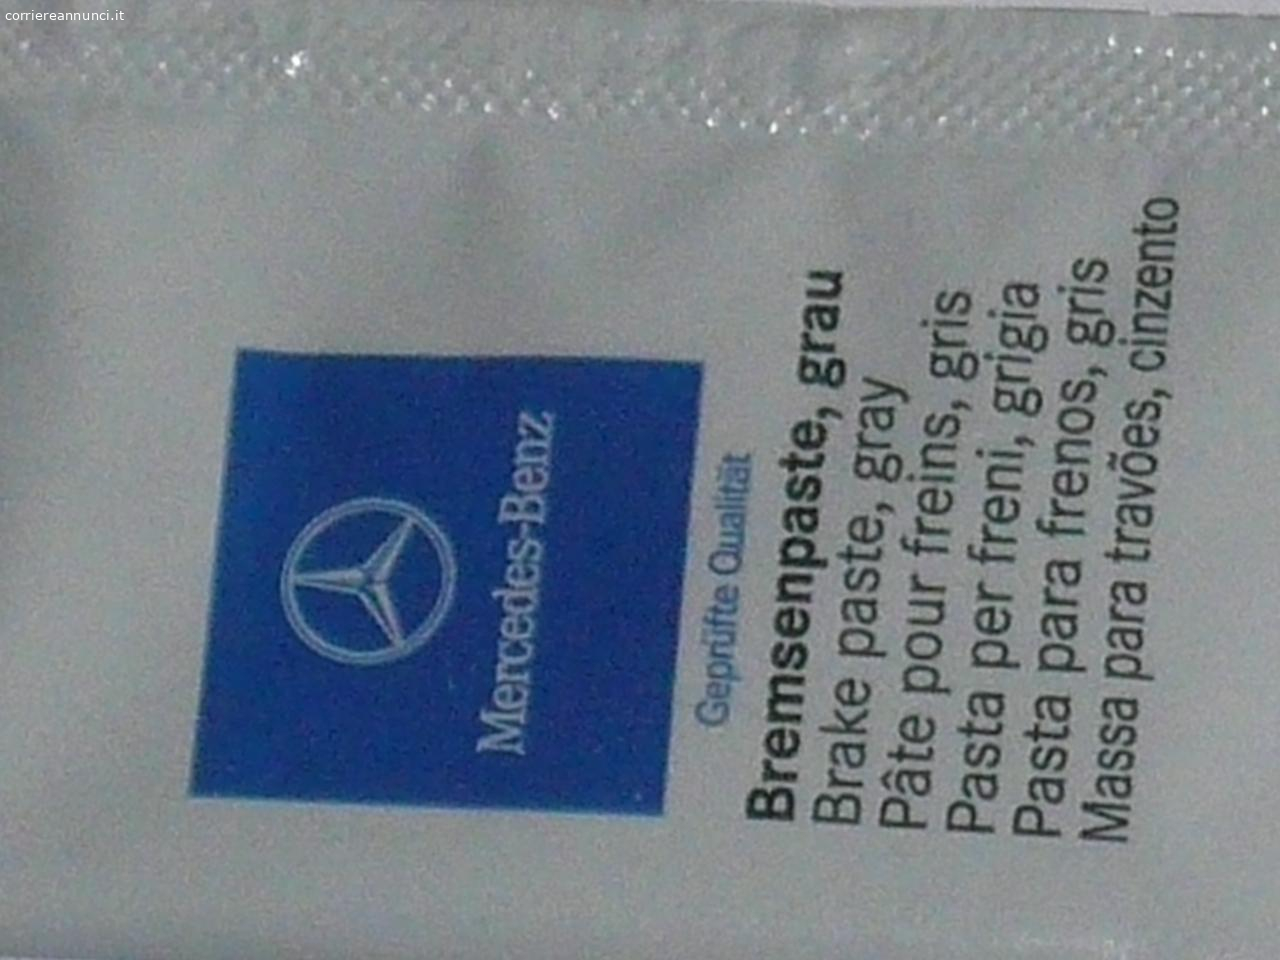 corriereannunci.it
Mercedes-Benz
Geprüfte Qualität
Bremsenpaste, grau
Brake paste, gray
Pâte pour freins, gris
Pasta per freni, grigia
Pasta para frenos, gris
Massa para travões, cinzento